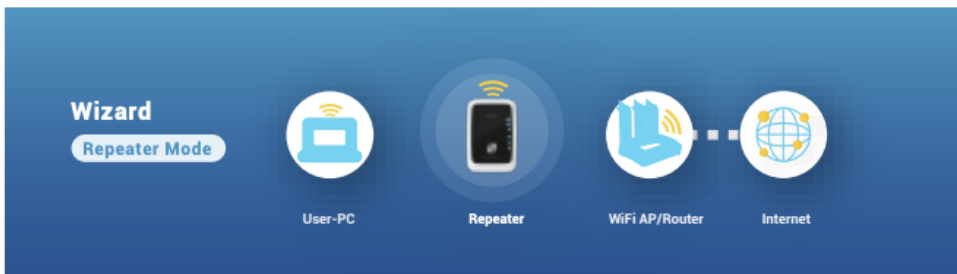 Wizard
Repeater Mode
User-PC
Repeater
WiFi AP/Router
Internet